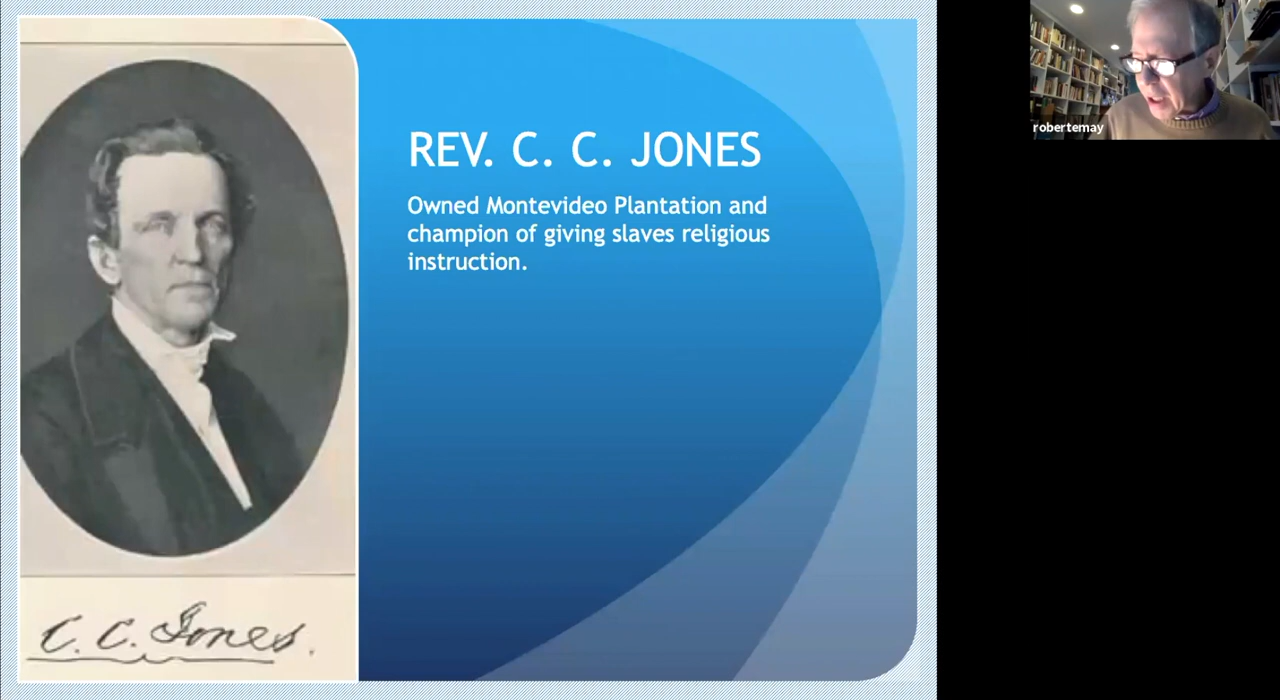 REV. C. C. JONES
Owned Montevideo Plantation and
champion of giving slaves religious
instruction.
C. C. Jones.
robertemay